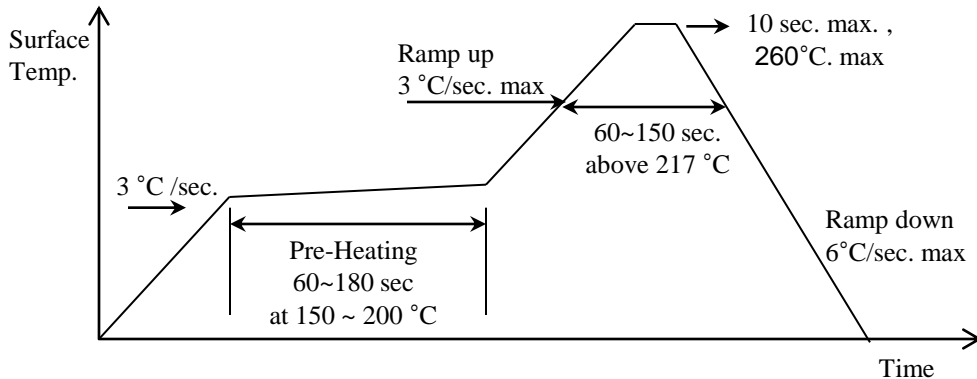 Surface
Temp.
Ramp up
3 °C/sec. max
10 sec. max. ,
260°C. max
60~150 sec.
above 217 °C
3 °C /sec.
Pre-Heating
60~180 sec
at 150 ~ 200 °C
Ramp down
6°C/sec. max
Time